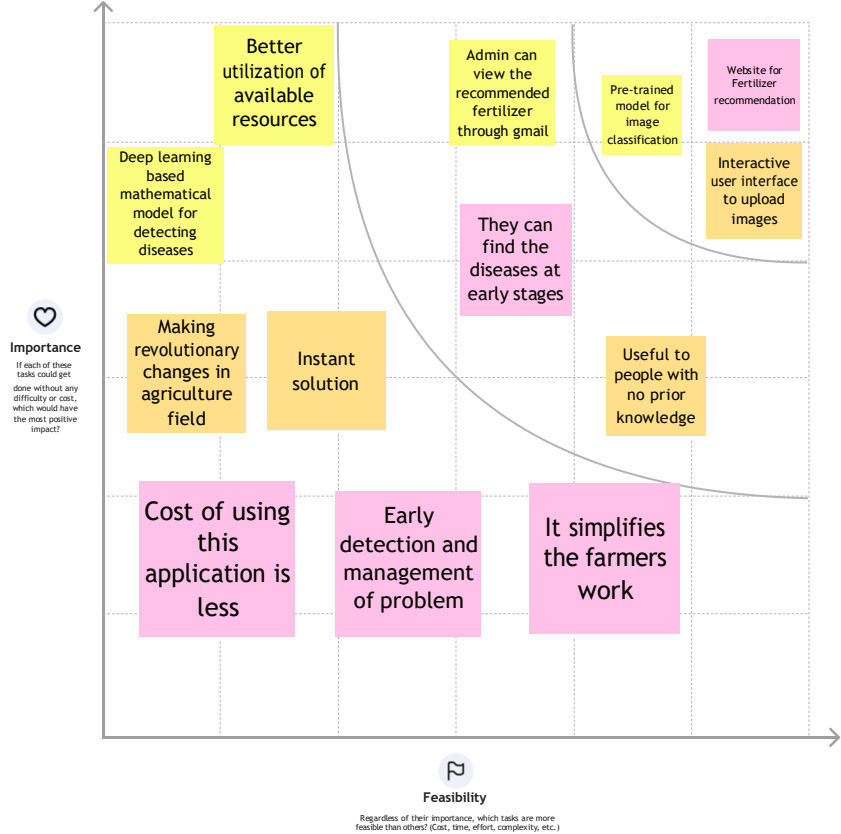 Better
utilization of
available
resources
Admin can
view the
recommended
fertilizer
through gmail
Pre-trained
model for
image
classification
Website for
Fertilizer
recommendation
Deep learning
based
mathematical
model for
detecting
diseases
Interactive
user interface
to upload
images
They can
find the
diseases at
early stages
Making
revolutionary
changes in
agriculture
field
Instant
solution
Useful to
people with
no prior
knowledge
Importance
If each of these
tasks could get
done without any
difficulty or cost,
which would have
the most positive
impact?
Cost of using
this
application is
less
Early
detection and
management
of problem
It simplifies
the farmers
work
Feasibility
Regardless of their importance, which tasks are more
feasible than others? (Cost, time, effort, complexity, etc.)